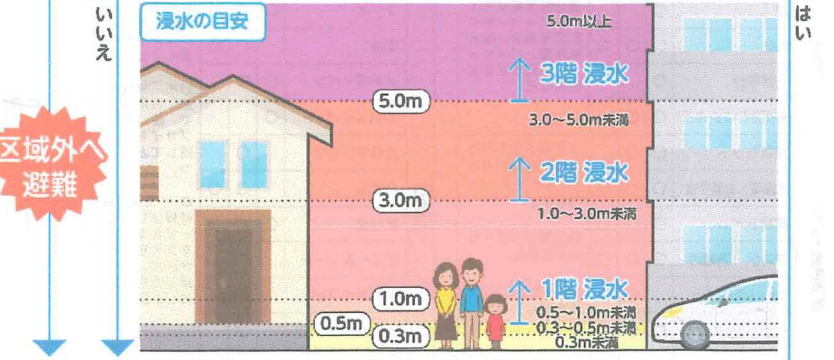 いいえ
浸水の目安
5.0m以上
はい
3階 浸水
5.0m
3.0～5.0m未満
区域外へ
避難
2階 浸水
3.0m
1.0～3.0m未満
1階 浸水
1.0m
0.5～1.0m未満
0.5m
0.3～0.5m未満
0.3m
0.3m未満